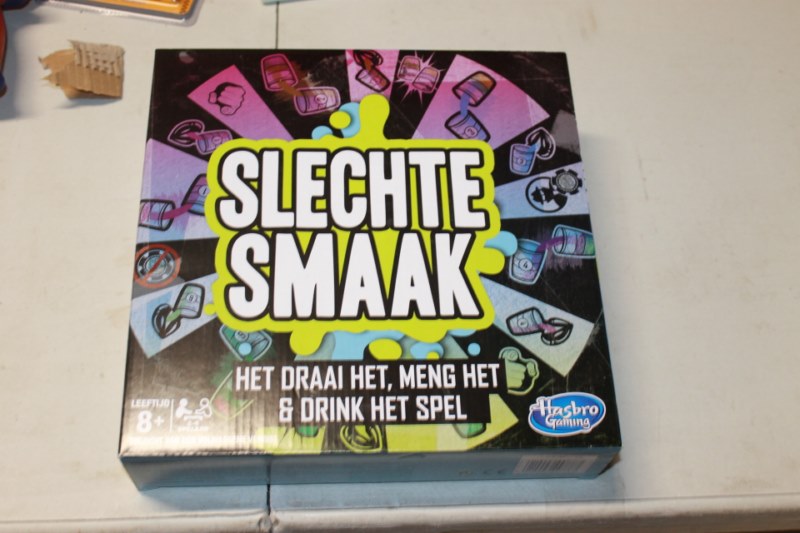 SLECHTE
SMAAK
HET DRAAI HET, MENG HET
& DRINK HET SPEL
LEEFTIJD
8+
Hasbro
Gaming